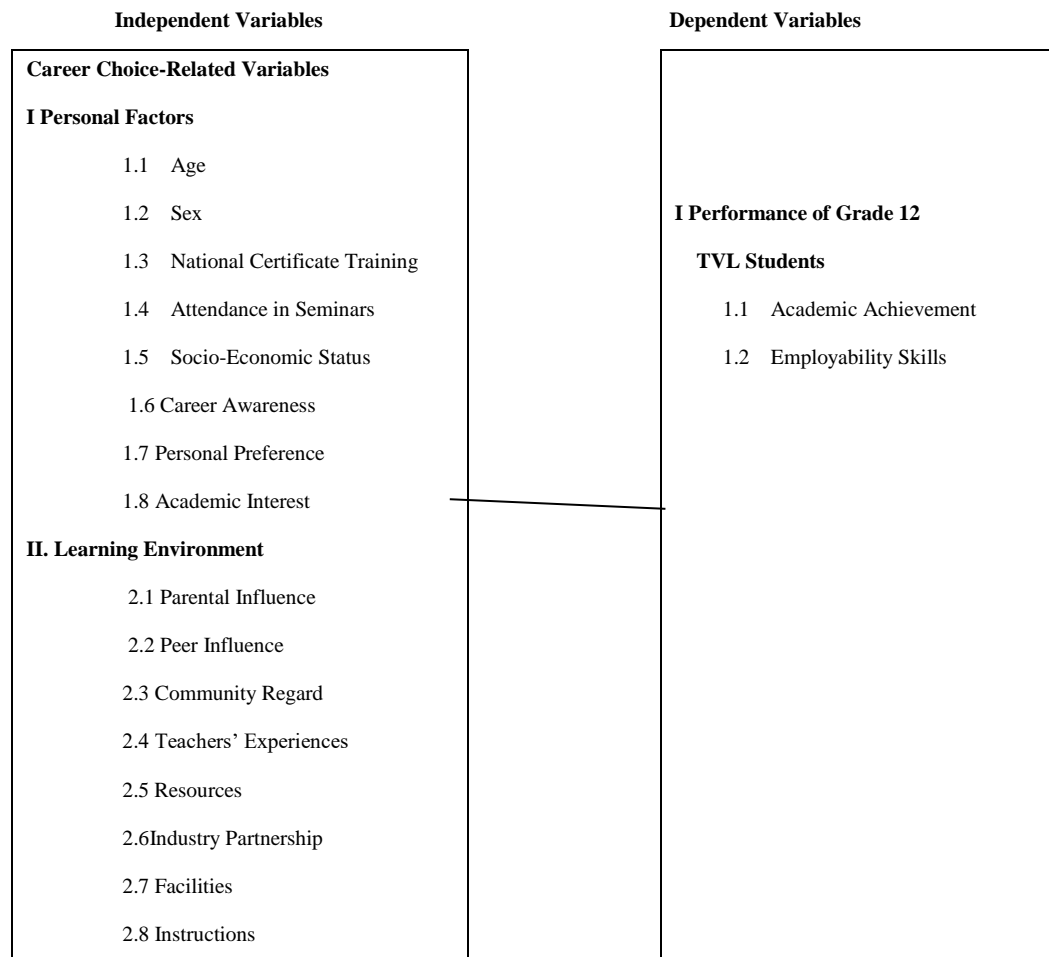 Independent Variables
Dependent Variables
Career Choice-Related Variables
I Personal Factors
1.1 Age
1.2 Sex
1.3 National Certificate Training
1.4 Attendance in Seminars
1.5 Socio-Economic Status
1.6 Career Awareness
1.7 Personal Preference
1.8 Academic Interest
II. Learning Environment
2.1 Parental Influence
2.2 Peer Influence
2.3 Community Regard
2.4 Teachers’ Experiences
2.5 Resources
2.6Industry Partnership
2.7 Facilities
2.8 Instructions
I Performance of Grade 12
TVL Students
1.1 Academic Achievement
1.2 Employability Skills